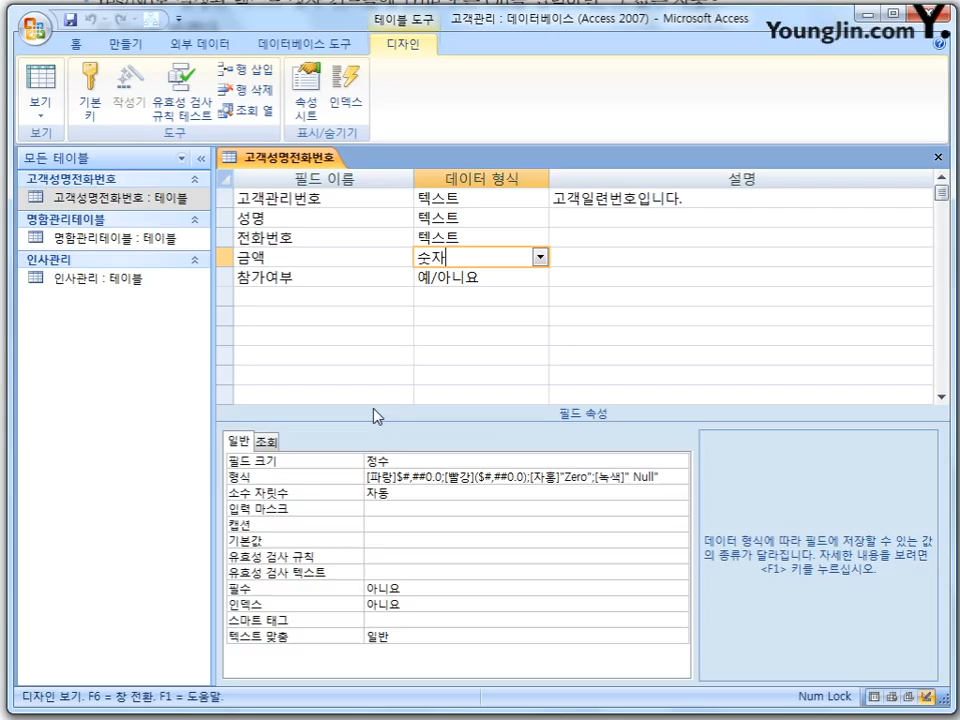 테이블 도구
고객관리 : 데이터베이스 (Access 2007) - Microsoft Access
YoungJin.com Y.
홈 만들기 외부 데이터 데이터베이스 도구 디자인
보기
기본 키
작성기
유효성 검사 규칙 테스트
행 삽입
행 삭제
조회 열
속성 시트
인덱스
보기 도구 표시/숨기기
모든 테이블
고객성명전화번호
고객성명전화번호 : 테이블
명함관리테이블
명함관리테이블 : 테이블
인사관리
인사관리 : 테이블
고객성명전화번호
필드 이름 데이터 형식 설명
고객관리번호 텍스트 고객일련번호입니다.
성명 텍스트
전화번호 텍스트
금액 숫자
참가여부 예/아니요
필드 속성
일반 조회
필드 크기 정수
형식 [파랑]$#,##0.0;[빨강]($#,##0.0);[자홍]"Zero";[녹색]" Null"
소수 자릿수 자동
입력 마스크
캡션
기본값
유효성 검사 규칙
유효성 검사 텍스트
필수 아니요
인덱스 아니요
스마트 태그
텍스트 맞춤 일반
데이터 형식에 따라 필드에 저장할 수 있는 값
의 종류가 달라집니다. 자세한 내용을 보려면
<F1> 키를 누르십시오.
디자인 보기. F6 = 창 전환. F1 = 도움말.
Num Lock